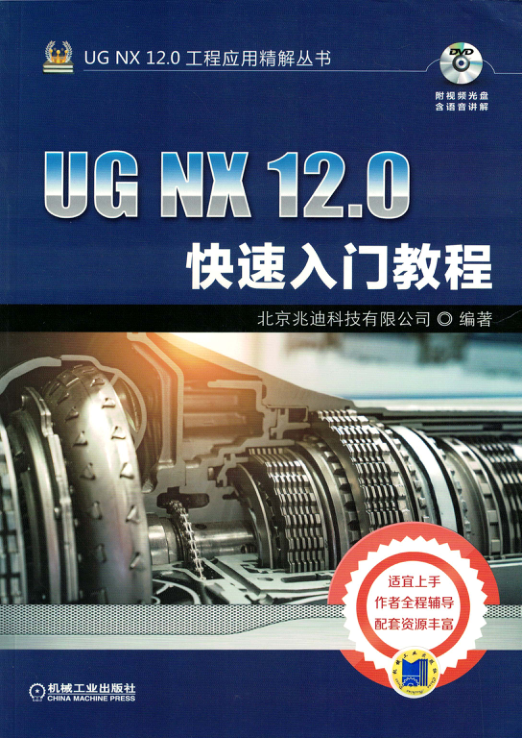 UG NX 12.0 工程应用精解丛书
DVD
附视频光盘
含语音讲解
UG NX 12.0
快速入门教程
北京兆迪科技有限公司 ◎ 编著
适宜上手
作者全程辅导
配套资源丰富
机械工业出版社
CHINA MACHINE PRESS